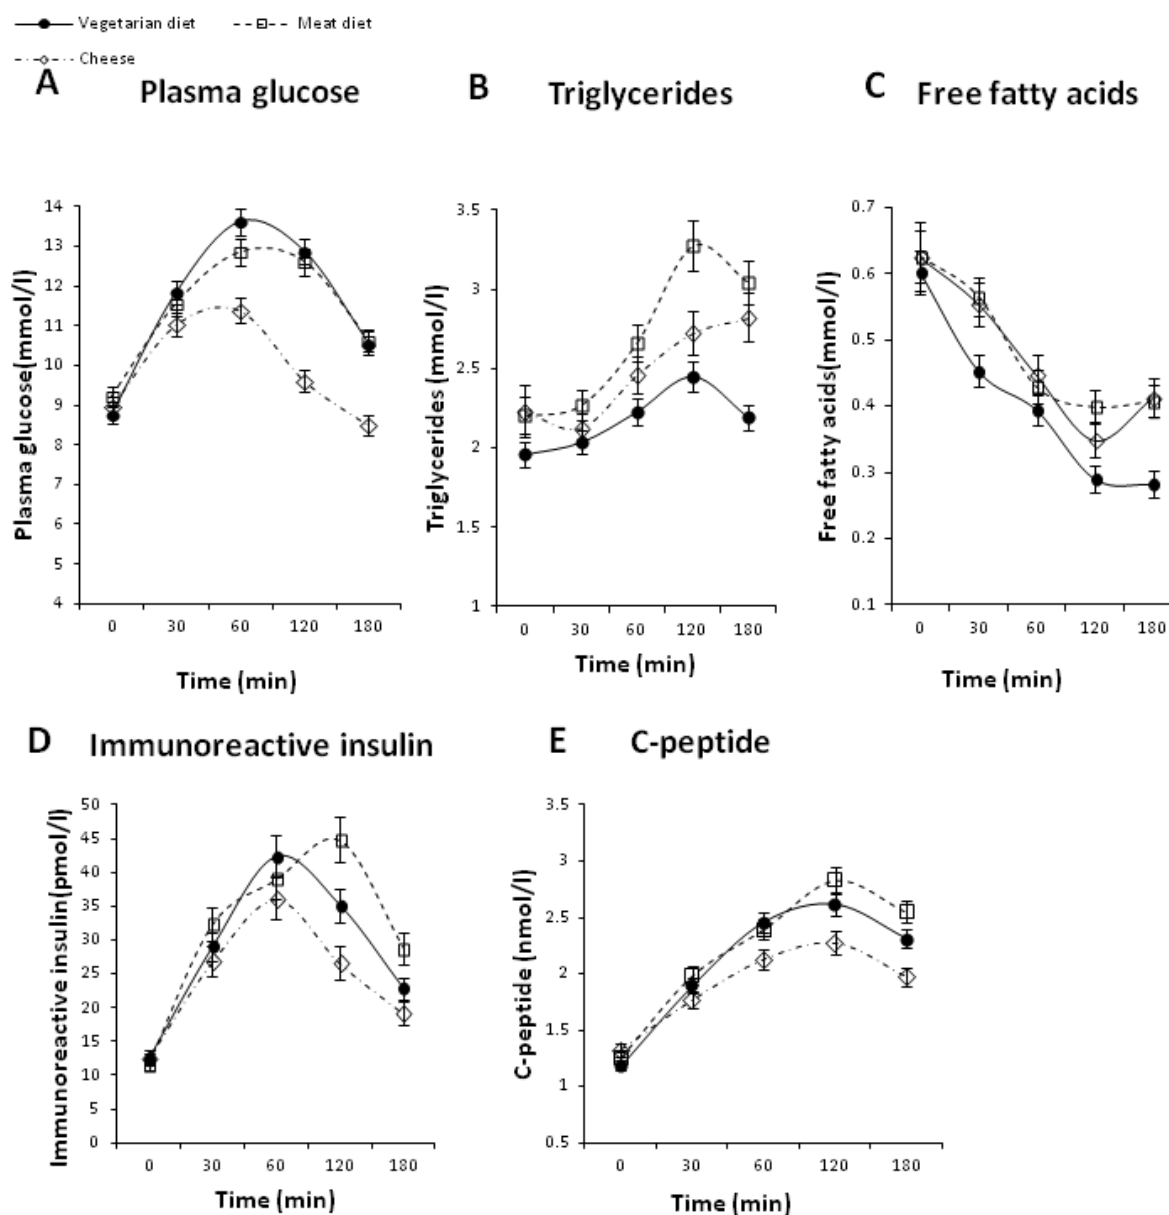 Vegetarian diet
Meat diet
Cheese
A
Plasma glucose
B
Triglycerides
C
Free fatty acids
Plasma glucose(mmol/l)
14
13
12
11
10
9
8
7
6
5
4
0 30 60 120 180
Time (min)
Triglycerides (mmol/l)
3.5
3
2.5
2
1.5
1
0 30 60 120 180
Time (min)
Free fatty acids(mmol/l)
0.7
0.6
0.5
0.4
0.3
0.2
0.1
0 30 60 120 180
Time (min)
D
Immunoreactive insulin
E
C-peptide
Immunoreactive insulin(pmol/l)
50
45
40
35
30
25
20
15
10
5
0
0 30 60 120 180
Time (min)
C-peptide (nmol/l)
3.5
3
2.5
2
1.5
1
0.5
0 30 60 120 180
Time (min)